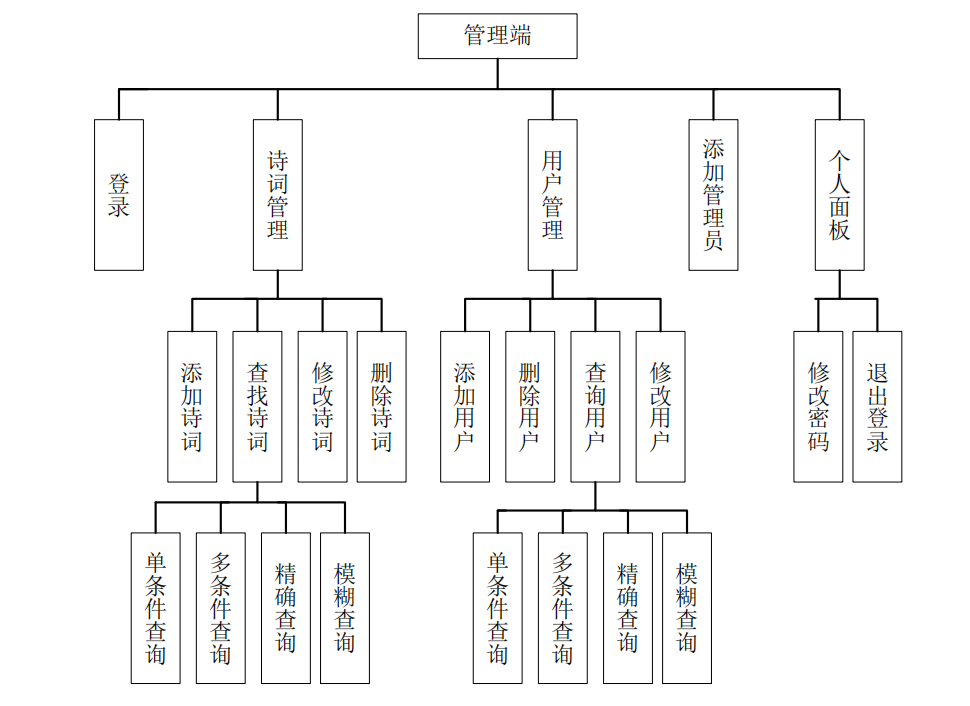 管理端
登录
诗词管理
用户管理
添加管理员
个人面板
添加诗词
查找诗词
修改诗词
删除诗词
添加用户
删除用户
查询用户
修改用户
修改密码
退出登录
单条件查询
多条件查询
精确查询
模糊查询
单条件查询
多条件查询
精确查询
模糊查询